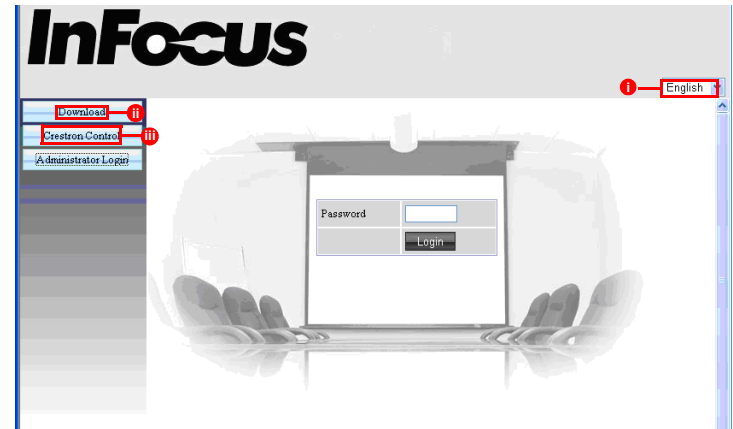 InFocus
i
English
Download
ii
Crestron Control
iii
Administrator Login
Password
Login